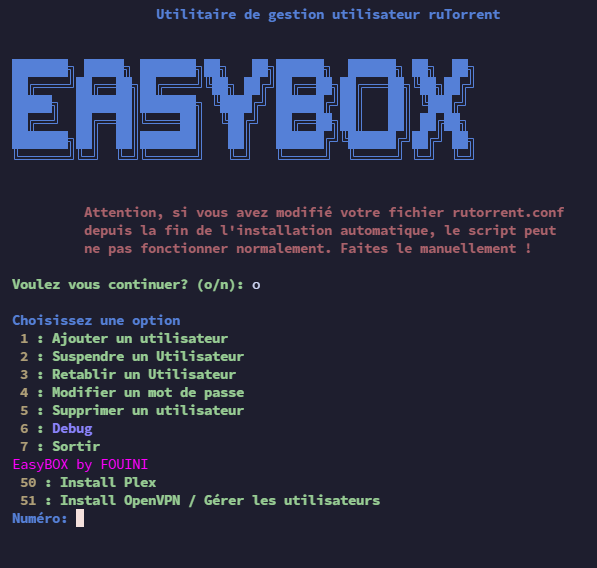 Utilitaire de gestion utilisateur ruTorrent
EASYBOX
Attention, si vous avez modifié votre fichier rutorrent.conf
depuis la fin de l'installation automatique, le script peut
ne pas fonctionner normalement. Faites le manuellement !
Voulez vous continuer? (o/n): o
Choisissez une option
1 : Ajouter un utilisateur
2 : Suspendre un Utilisateur
3 : Retablir un Utilisateur
4 : Modifier un mot de passe
5 : Supprimer un utilisateur
6 : Debug
7 : Sortir
EasyBOX by FOUINI
50 : Install Plex
51 : Install OpenVPN / Gérer les utilisateurs
Numéro: